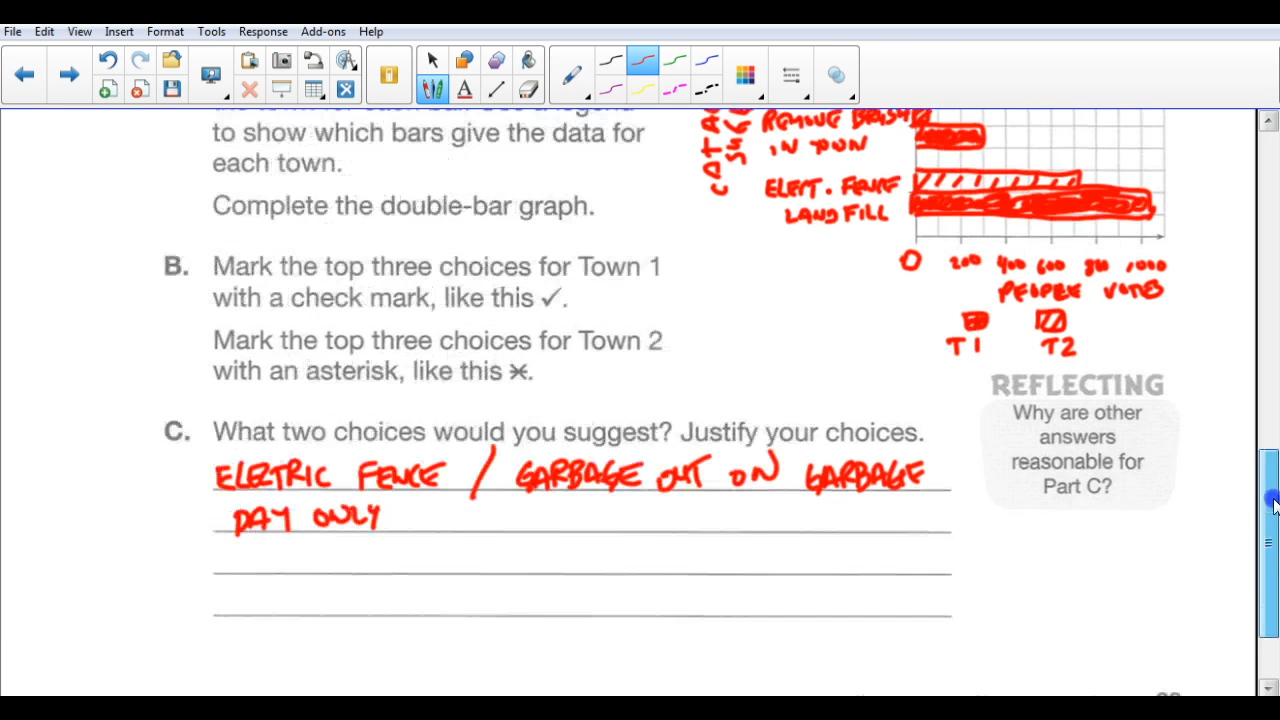 File Edit View Insert Format Tools Response Add-ons Help
to show which bars give the data for
each town.
Complete the double-bar graph.
B. Mark the top three choices for Town 1
with a check mark, like this ✓.
Mark the top three choices for Town 2
with an asterisk, like this ✶.
C. What two choices would you suggest? Justify your choices.
ELECTRIC FENCE / GARBAGE OUT ON GARBAGE
DAY ONLY
REMOVE BRUSHES
IN TOWN
ELECT. FENCE
LANDFILL
0 200 400 600 800 1000
PEOPLE VOTES
T1 T2
REFLECTING
Why are other
answers
reasonable for
Part C?